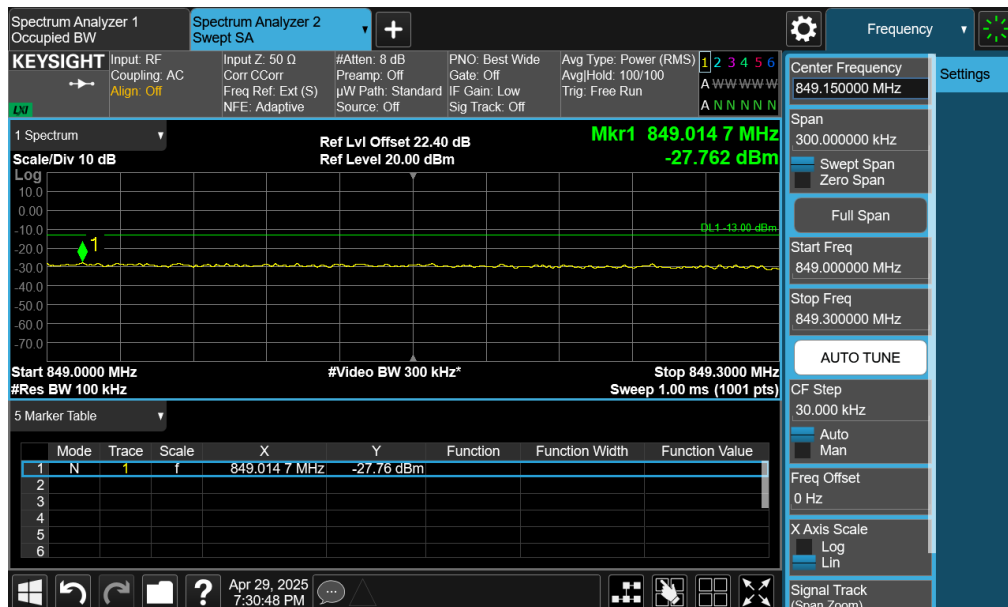 Spectrum Analyzer 1
Occupied BW
Spectrum Analyzer 2
Swept SA
Frequency
KEYSIGHT
LXI
Input: RF
Coupling: AC
Align: Off
Input Z: 50 Ω
Corr CCorr
Freq Ref: Ext (S)
NFE: Adaptive
#Atten: 8 dB
Preamp: Off
µW Path: Standard
Source: Off
PNO: Best Wide
Gate: Off
IF Gain: Low
Sig Track: Off
Avg Type: Power (RMS)
Avg|Hold: 100/100
Trig: Free Run
1 2 3 4 5 6
A W W W W W
A N N N N N
1 Spectrum
Scale/Div 10 dB
Ref Lvl Offset 22.40 dB
Ref Level 20.00 dBm
Mkr1 849.014 7 MHz
-27.762 dBm
Log
10.0
0.00
-10.0
-20.0
-30.0
-40.0
-50.0
-60.0
-70.0
1
DL1 -13.00 dBm
Start 849.0000 MHz
#Res BW 100 kHz
#Video BW 300 kHz*
Stop 849.3000 MHz
Sweep 1.00 ms (1001 pts)
5 Marker Table
Mode Trace Scale X Y Function Function Width Function Value
1 N 1 f 849.014 7 MHz -27.76 dBm
2
3
4
5
6
?
Apr 29, 2025
7:30:48 PM
Center Frequency
849.150000 MHz
Settings
Span
300.000000 kHz
Swept Span
Zero Span
Full Span
Start Freq
849.000000 MHz
Stop Freq
849.300000 MHz
AUTO TUNE
CF Step
30.000 kHz
Auto
Man
Freq Offset
0 Hz
X Axis Scale
Log
Lin
Signal Track
(Span Zoom)